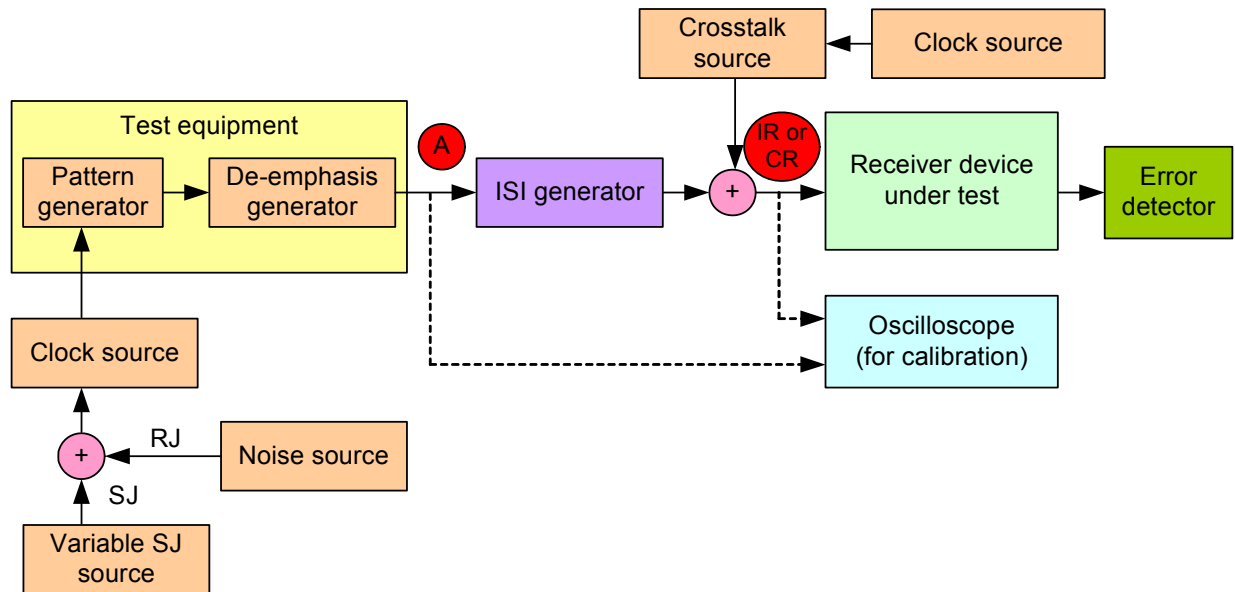 Crosstalk
source
Clock source
Test equipment
Pattern
generator
De-emphasis
generator
A
ISI generator
+
IR or
CR
Receiver device
under test
Error
detector
Oscilloscope
(for calibration)
Clock source
+
RJ
Noise source
SJ
Variable SJ
source